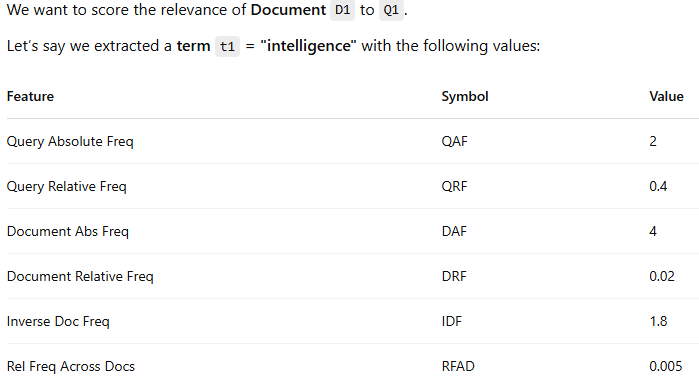 We want to score the relevance of Document D1 to Q1.
Let's say we extracted a term t1 = "intelligence" with the following values:
Feature Symbol Value
Query Absolute Freq QAF 2
Query Relative Freq QRF 0.4
Document Abs Freq DAF 4
Document Relative Freq DRF 0.02
Inverse Doc Freq IDF 1.8
Rel Freq Across Docs RFAD 0.005